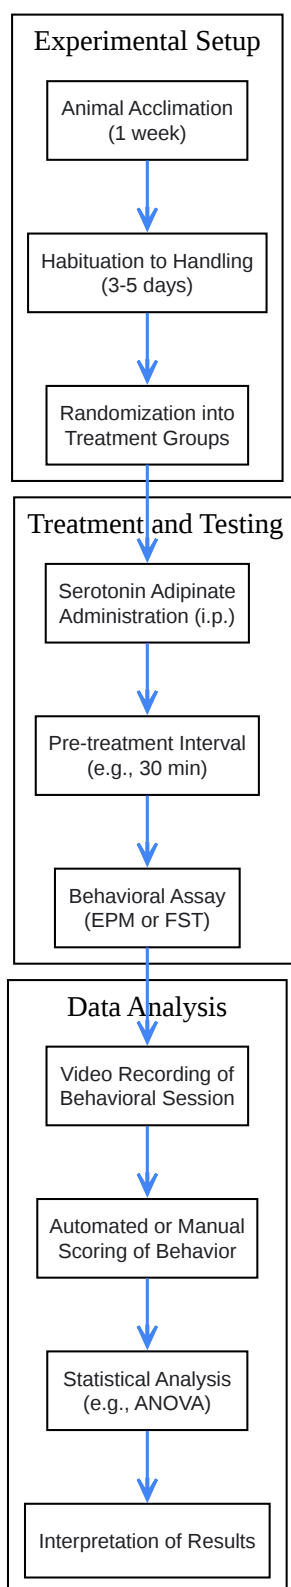 Experimental Setup
Animal Acclimation
(1 week)
Habituation to Handling
(3-5 days)
Randomization into
Treatment Groups
Treatment and Testing
Serotonin Adipinate
Administration (i.p.)
Pre-treatment Interval
(e.g., 30 min)
Behavioral Assay
(EPM or FST)
Data Analysis
Video Recording of
Behavioral Session
Automated or Manual
Scoring of Behavior
Statistical Analysis
(e.g., ANOVA)
Interpretation of Results